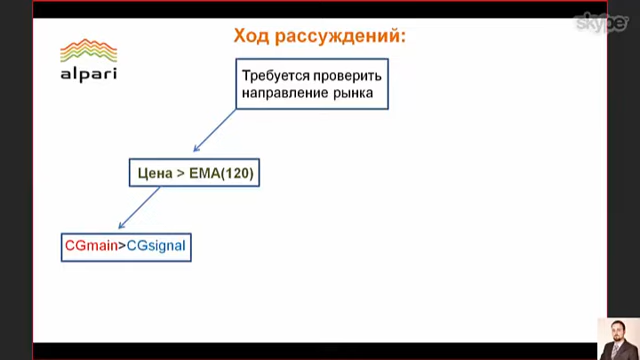 skype
Ход рассуждений:
alpari
Требуется проверить
направление рынка
Цена > EMA(120)
CGmain>CGsignal